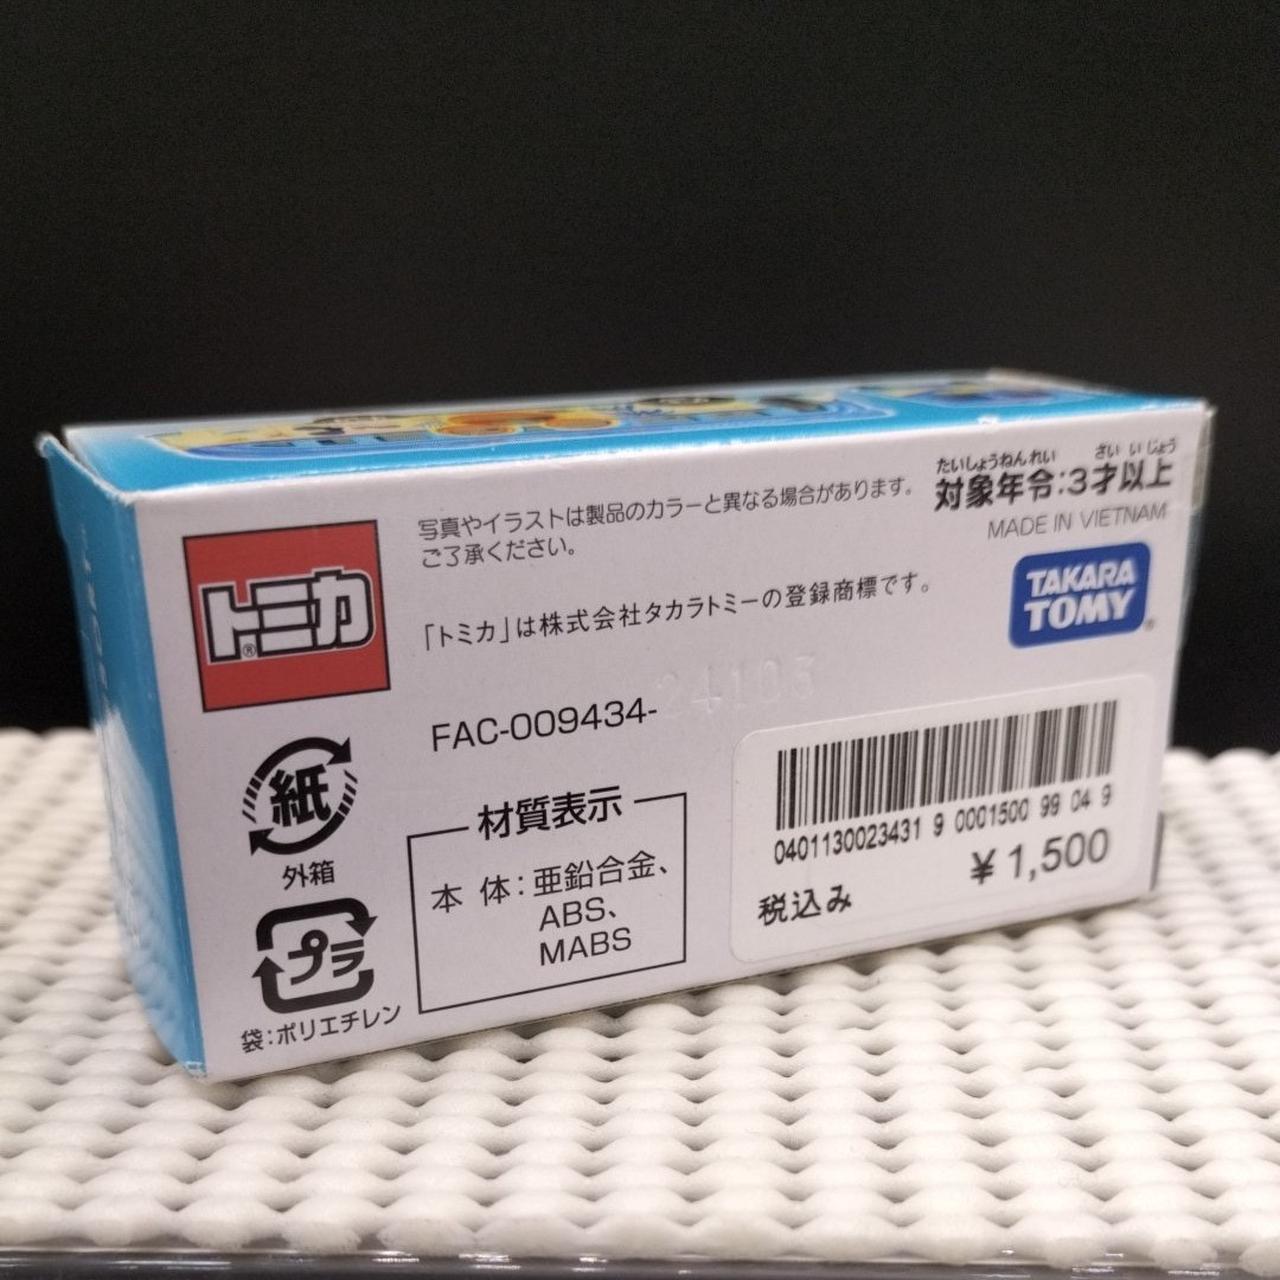 トミカ
®
写真やイラストは製品のカラーと異なる場合があります。
ご了承ください。
「トミカ」は株式会社タカラトミーの登録商標です。
FAC-009434-
24103
たいしょうねんれい ざい いじょう
対象年令:3才以上
MADE IN VIETNAM
TAKARA
TOMY
®
紙
外箱
プラ
袋:ポリエチレン
材質表示
本 体:亜鉛合金、
ABS、
MABS
0401130023431 9 0001500 99 04 9
¥1,500
税込み